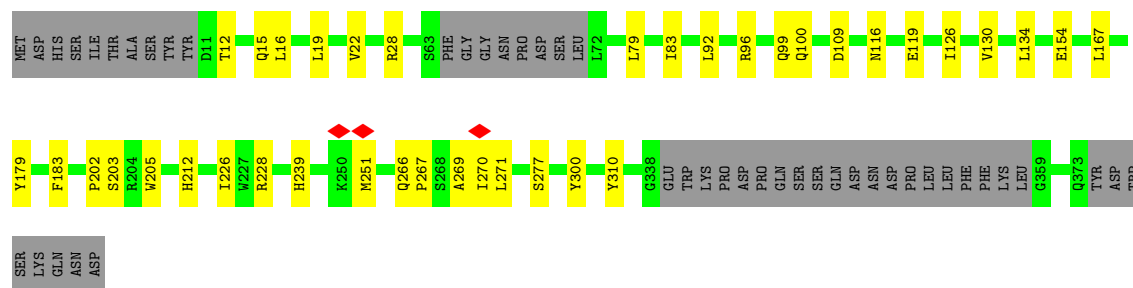 MET ASP HIS SER ILE THR ALA SER TYR TYR D11 T12 Q15 L16 L19 V22 R28 S63 PHE GLY GLY ASN PRO ASP SER LEU L72 L79 I83 L92 R96 Q99 Q100 D109 N116 E119 I126 V130 L134 E154 L167
Y179 F183 P202 S203 R204 W205 H212 I226 W227 R228 H239 K250 M251 Q266 P267 S268 A269 I270 L271 S277 Y300 Y310 G338 GLU TRP LYS PRO ASP PRO GLN SER SER GLN ASP ASN ASP PRO LEU LEU PHE PHE LYS LEU G359 Q373 TYR ASP TRP
SER LYS GLN ASN ASP